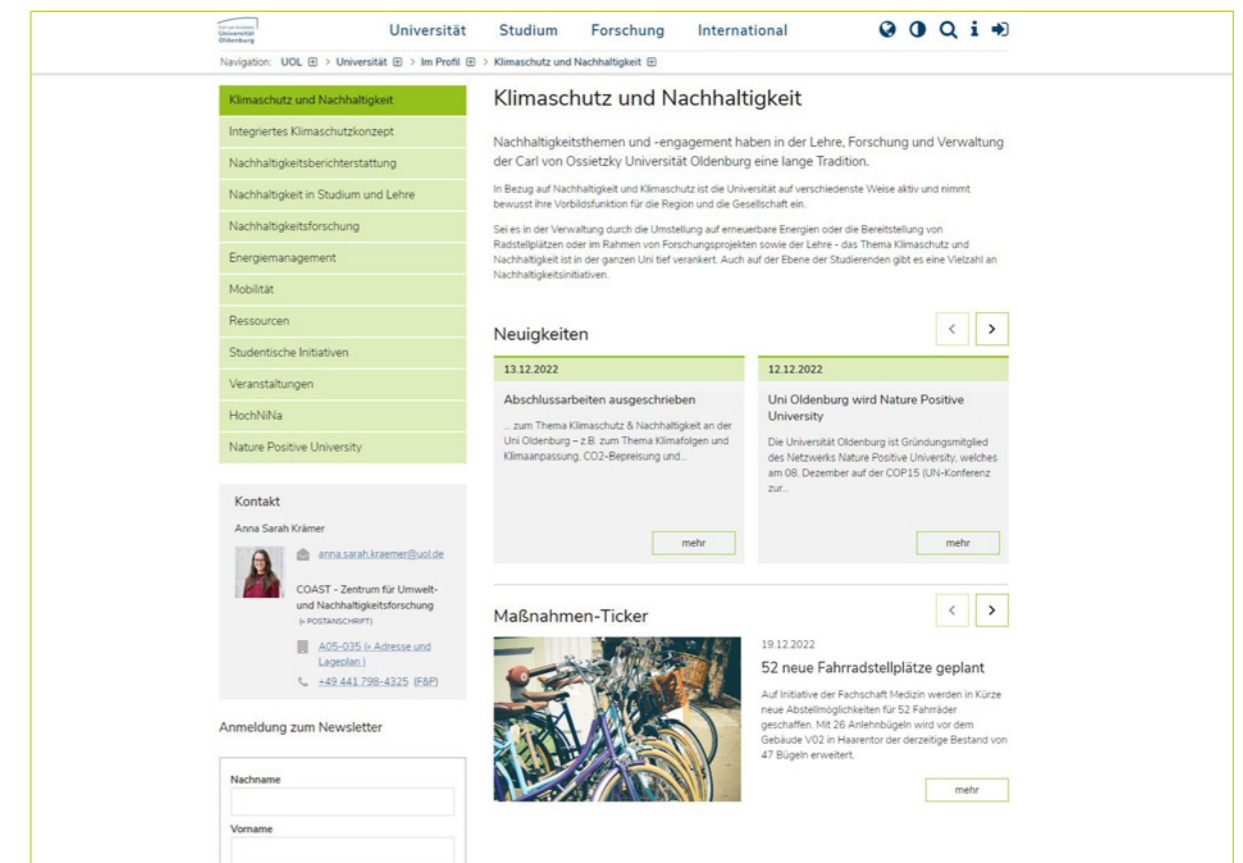 Carl von Ossietzky
Universität
Oldenburg
Universität Studium Forschung International
Navigation: UOL > Universität > Im Profil > Klimaschutz und Nachhaltigkeit
Klimaschutz und Nachhaltigkeit
Integriertes Klimaschutzkonzept
Nachhaltigkeitsberichterstattung
Nachhaltigkeit in Studium und Lehre
Nachhaltigkeitsforschung
Energiemanagement
Mobilität
Ressourcen
Studentische Initiativen
Veranstaltungen
HochNiNa
Nature Positive University
Kontakt
Anna Sarah Krämer
anna.sarah.kraemer@uol.de
COAST - Zentrum für Umwelt-
und Nachhaltigkeitsforschung
(» POSTANSCHRIFT)
A05-035 (» Adresse und
Lageplan )
+49 441 798-4325 (F&P)
Anmeldung zum Newsletter
Nachname
Vorname
Klimaschutz und Nachhaltigkeit
Nachhaltigkeitsthemen und -engagement haben in der Lehre, Forschung und Verwaltung
der Carl von Ossietzky Universität Oldenburg eine lange Tradition.
In Bezug auf Nachhaltigkeit und Klimaschutz ist die Universität auf verschiedenste Weise aktiv und nimmt
bewusst ihre Vorbildsfunktion für die Region und die Gesellschaft ein.
Sei es in der Verwaltung durch die Umstellung auf erneuerbare Energien oder die Bereitstellung von
Radstellplätzen oder im Rahmen von Forschungsprojekten sowie der Lehre - das Thema Klimaschutz und
Nachhaltigkeit ist in der ganzen Uni tief verankert. Auch auf der Ebene der Studierenden gibt es eine Vielzahl an
Nachhaltigkeitsinitiativen.
Neuigkeiten
13.12.2022
Abschlussarbeiten ausgeschrieben
... zum Thema Klimaschutz & Nachhaltigkeit an der
Uni Oldenburg – z.B. zum Thema Klimafolgen und
Klimaanpassung, CO2-Bepreisung und...
mehr
12.12.2022
Uni Oldenburg wird Nature Positive
University
Die Universität Oldenburg ist Gründungsmitglied
des Netzwerks Nature Positive University, welches
am 08. Dezember auf der COP15 (UN-Konferenz
zur...
mehr
Maßnahmen-Ticker
19.12.2022
52 neue Fahrradstellplätze geplant
Auf Initiative der Fachschaft Medizin werden in Kürze
neue Abstellmöglichkeiten für 52 Fahrräder
geschaffen. Mit 26 Anlehnbügeln wird vor dem
Gebäude V02 in Haarentor der derzeitige Bestand von
47 Bügeln erweitert.
mehr